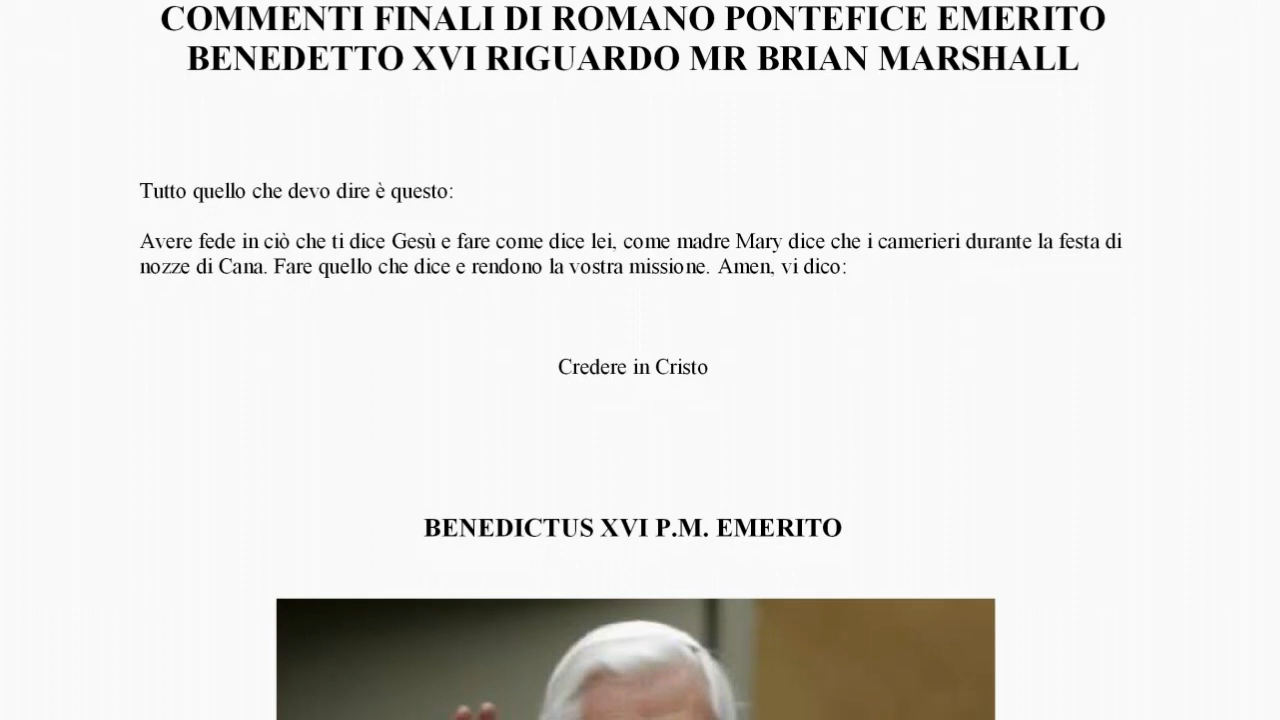 COMMENTI FINALI DI ROMANO PONTEFICE EMERITO
BENEDETTO XVI RIGUARDO MR BRIAN MARSHALL
Tutto quello che devo dire è questo:
Avere fede in ciò che ti dice Gesù e fare come dice lei, come madre Mary dice che i camerieri durante la festa di
nozze di Cana. Fare quello che dice e rendono la vostra missione. Amen, vi dico:
Credere in Cristo
BENEDICTUS XVI P.M. EMERITO